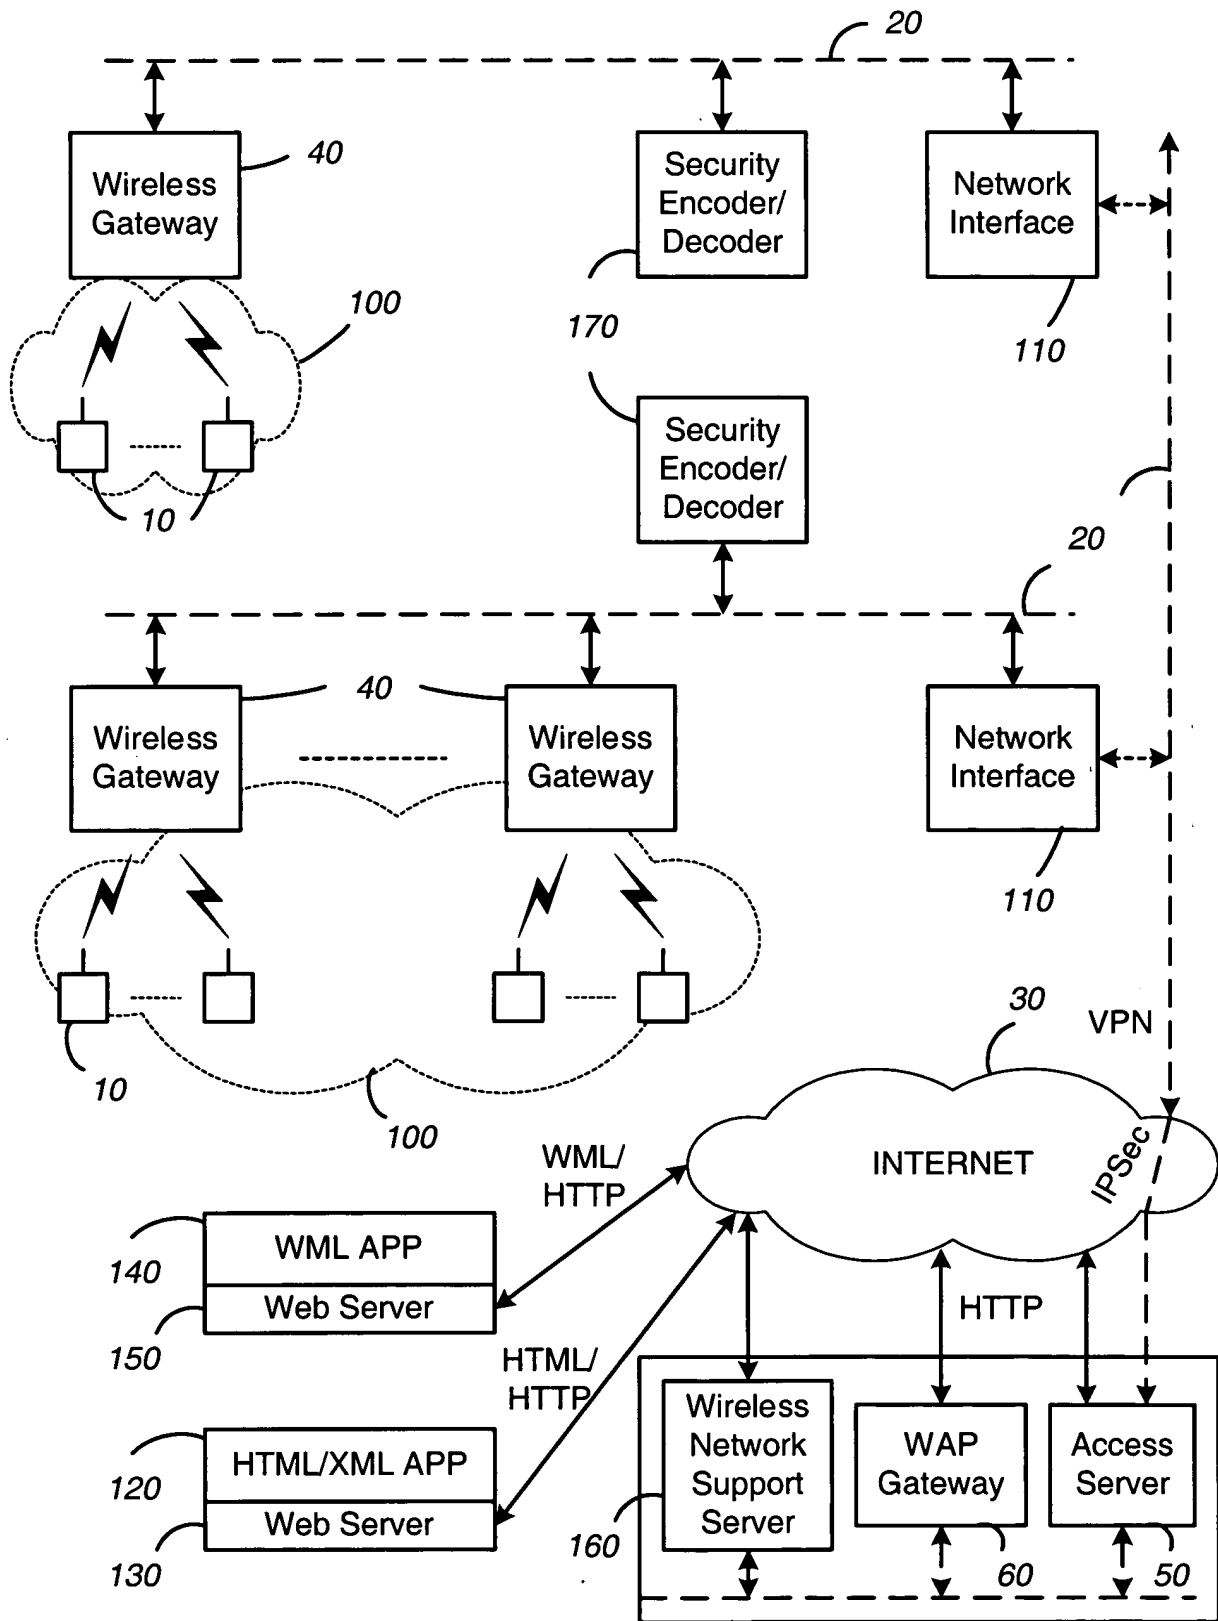 20
Wireless
Gateway
40
Security
Encoder/
Decoder
Network
Interface
100
170
110
10
Security
Encoder/
Decoder
20
Wireless
Gateway
40
Wireless
Gateway
Network
Interface
110
10
100
30
VPN
INTERNET
IPSec
WML/
HTTP
140
WML APP
150
Web Server
HTML/
HTTP
HTTP
120
HTML/XML APP
130
Web Server
Wireless
Network
Support
Server
160
WAP
Gateway
60
Access
Server
50